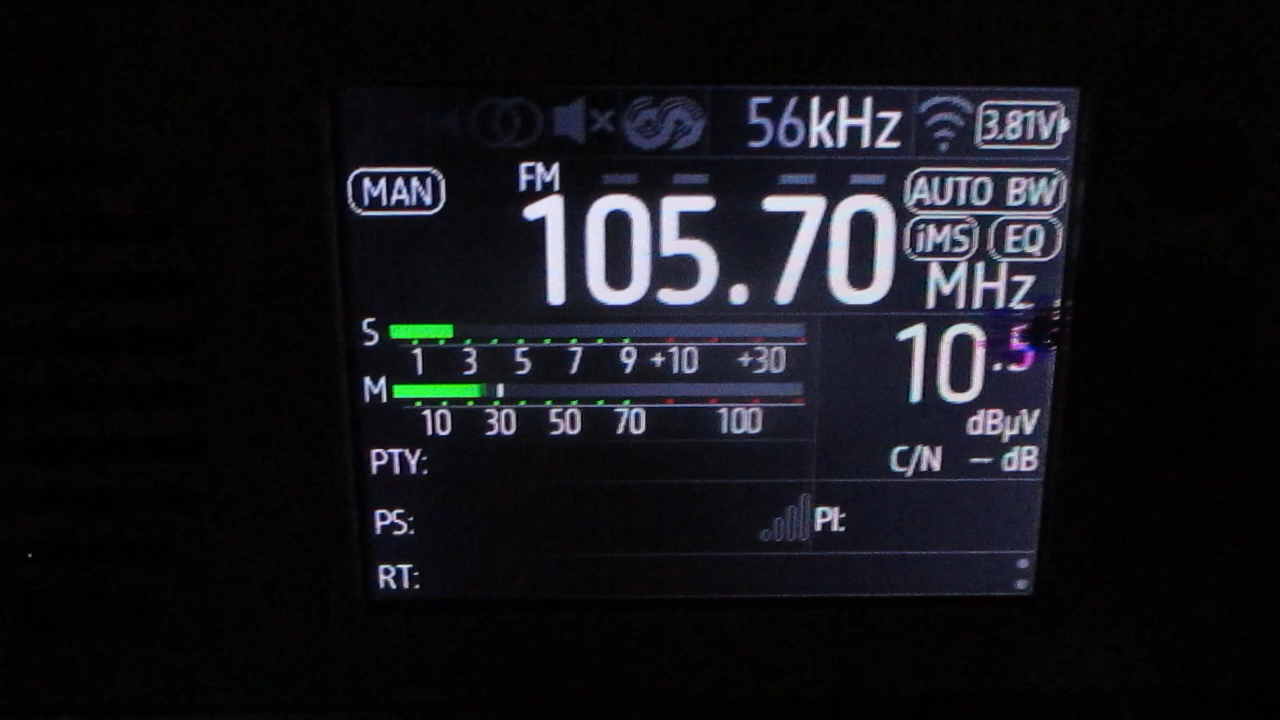 56kHz 3.81V
MAN FM AUTO BW
105.70 iMS EQ
MHz
S
1 3 5 7 9 +10 +30
10.5
M
10 30 50 70 100
dBµV
PTY: C/N – dB
PS: PI:
RT: